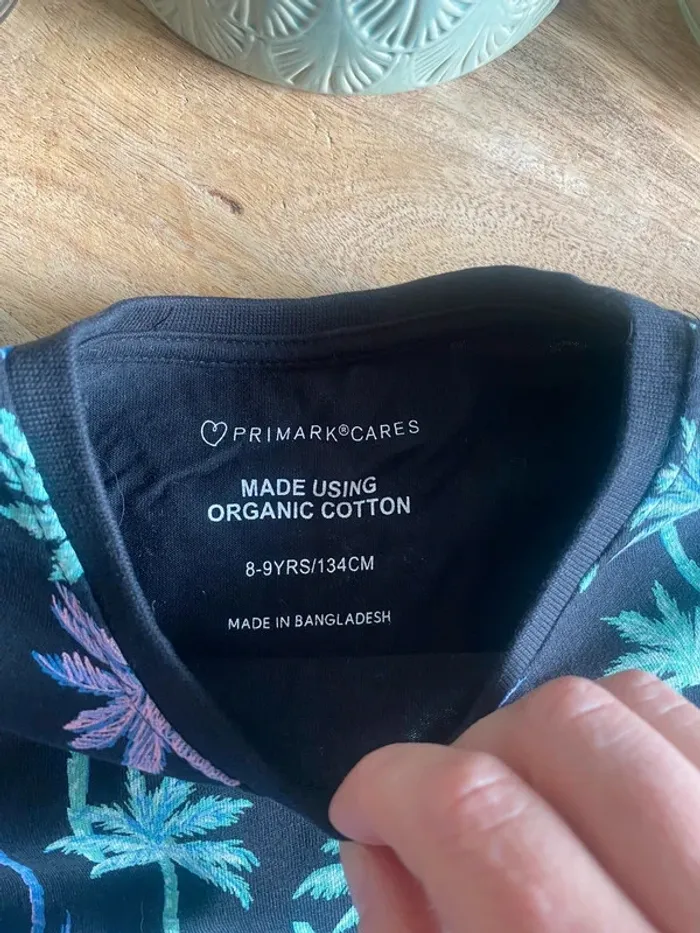 PRIMARK®CARES
MADE USING
ORGANIC COTTON
8-9YRS/134CM
MADE IN BANGLADESH